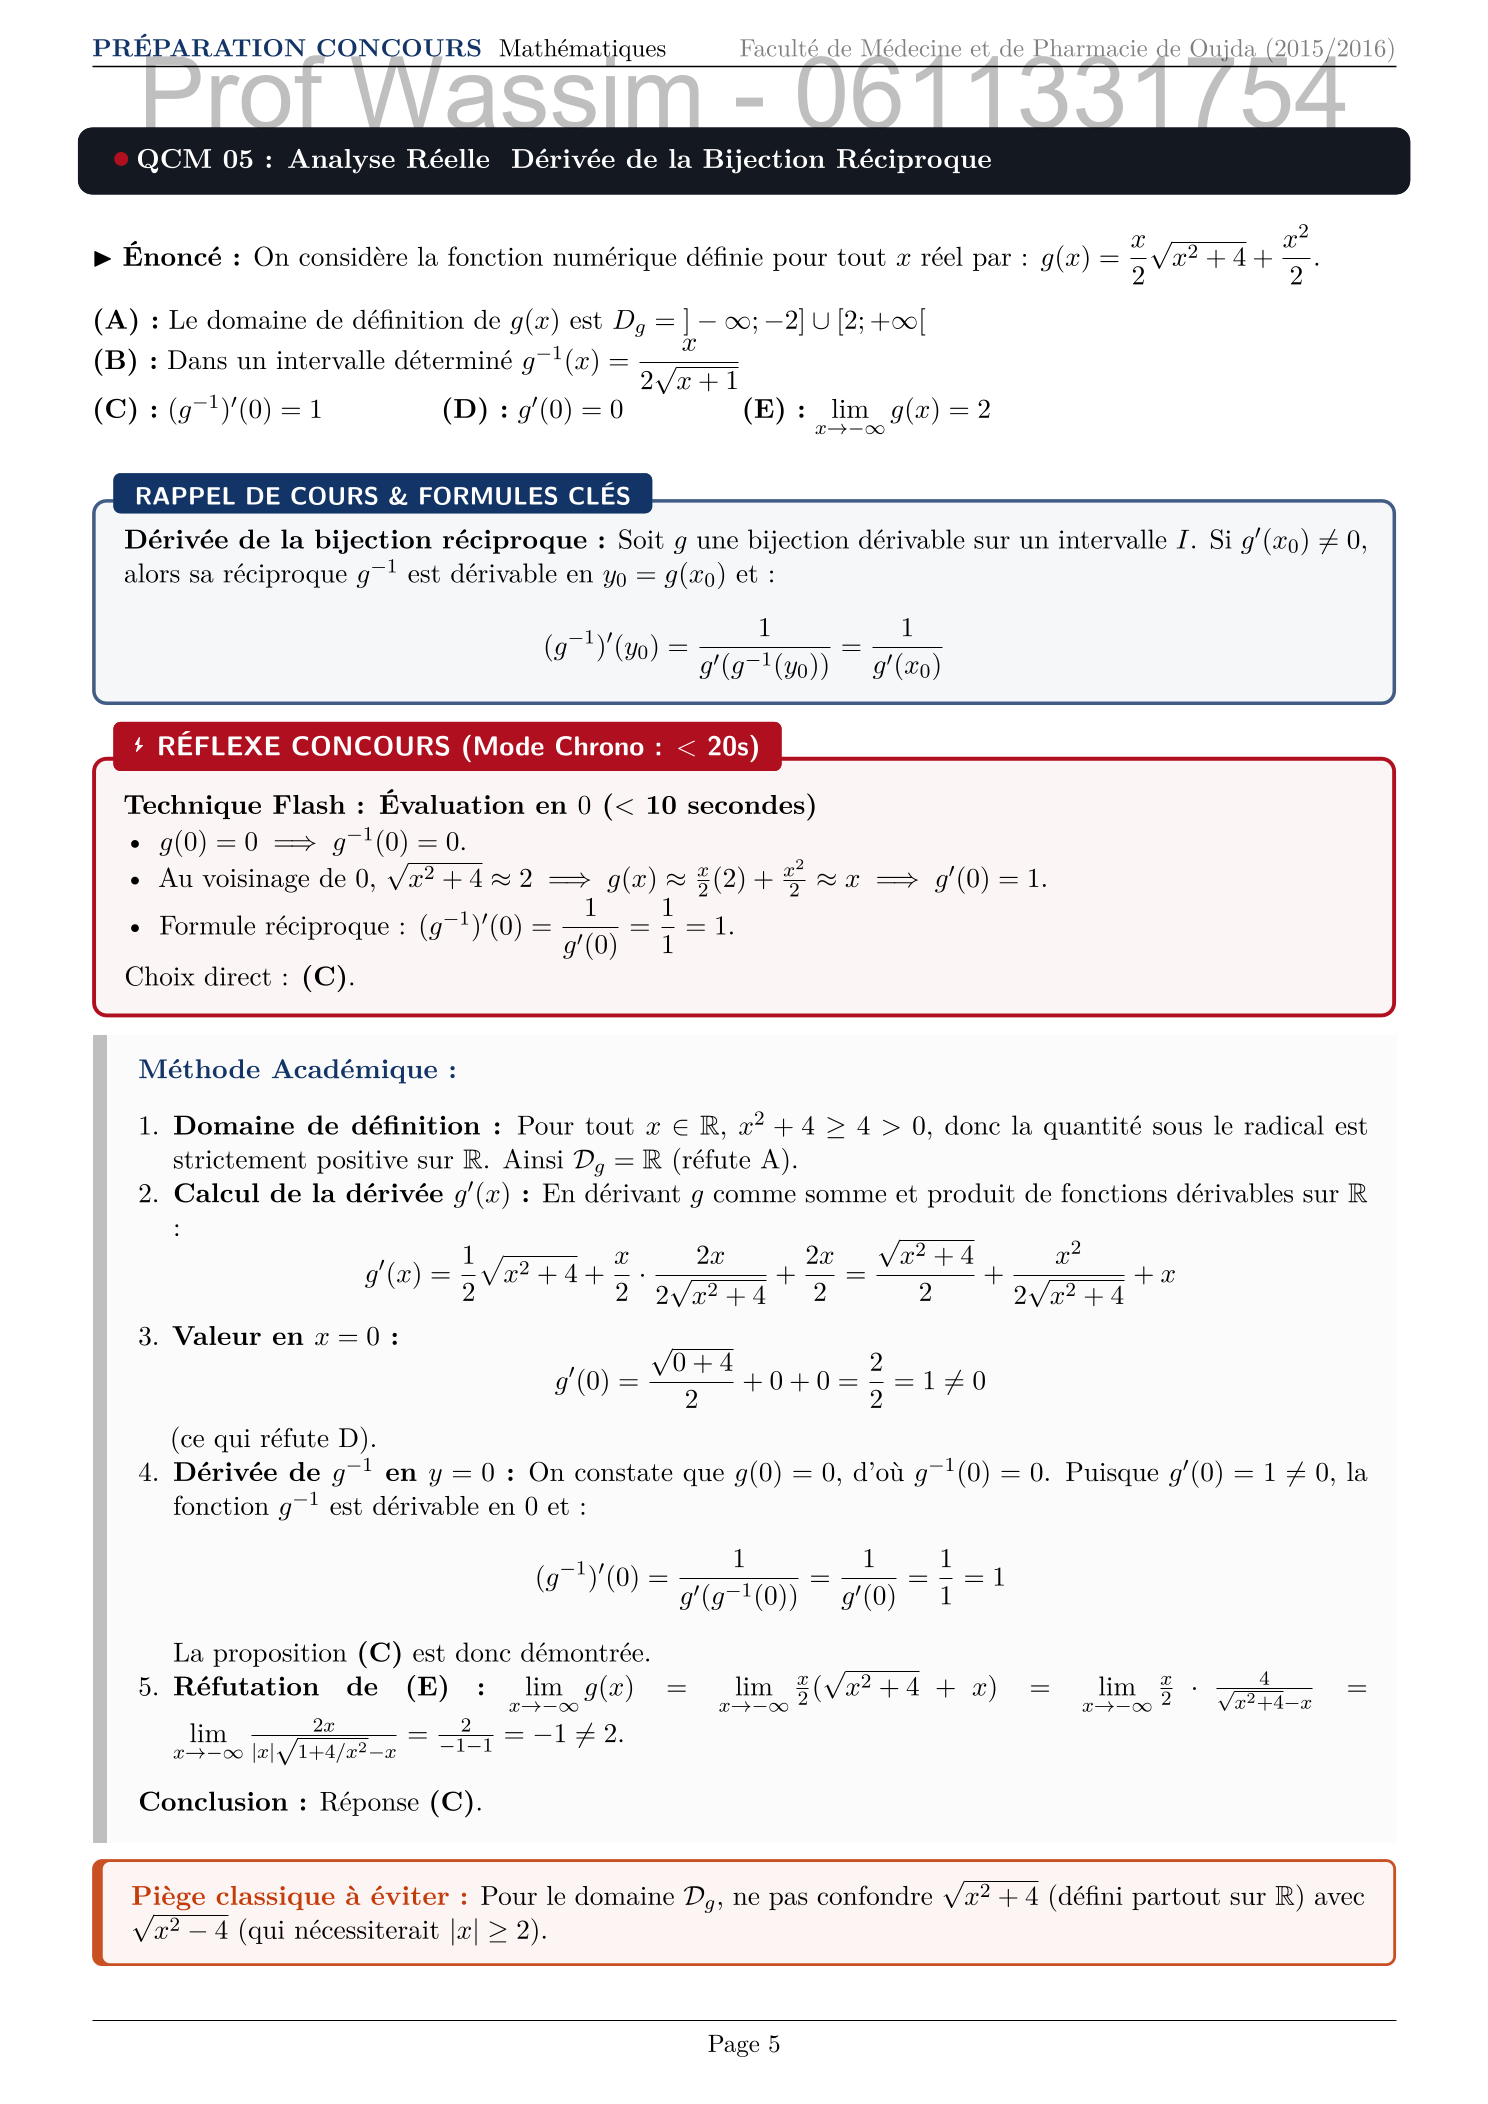 PRÉPARATION CONCOURS Mathématiques Faculté de Médecine et de Pharmacie de Oujda (2015/2016)
Prof Wassim - 0611331754
QCM 05 : Analyse Réelle Dérivée de la Bijection Réciproque
▶ Énoncé : On considère la fonction numérique définie pour tout x réel par : g(x) = x/2 √(x² + 4) + x²/2.
(A) : Le domaine de définition de g(x) est D_g = ] − ∞; −2] ∪ [2; +∞[
(B) : Dans un intervalle déterminé g⁻¹(x) = x / (2√(x + 1))
(C) : (g⁻¹)′(0) = 1 (D) : g′(0) = 0 (E) : lim_{x→−∞} g(x) = 2
RAPPEL DE COURS & FORMULES CLÉS
Dérivée de la bijection réciproque : Soit g une bijection dérivable sur un intervalle I. Si g′(x₀) ≠ 0,
alors sa réciproque g⁻¹ est dérivable en y₀ = g(x₀) et :
(g⁻¹)′(y₀) = 1 / g′(g⁻¹(y₀)) = 1 / g′(x₀)
RÉFLEXE CONCOURS (Mode Chrono : < 20s)
Technique Flash : Évaluation en 0 (< 10 secondes)
• g(0) = 0 ⟹ g⁻¹(0) = 0.
• Au voisinage de 0, √(x² + 4) ≈ 2 ⟹ g(x) ≈ x/2 (2) + x²/2 ≈ x ⟹ g′(0) = 1.
• Formule réciproque : (g⁻¹)′(0) = 1 / g′(0) = 1/1 = 1.
Choix direct : (C).
Méthode Académique :
1. Domaine de définition : Pour tout x ∈ ℝ, x² + 4 ≥ 4 > 0, donc la quantité sous le radical est
strictement positive sur ℝ. Ainsi 𝒟_g = ℝ (réfute A).
2. Calcul de la dérivée g′(x) : En dérivant g comme somme et produit de fonctions dérivables sur ℝ
:
g′(x) = 1/2 √(x² + 4) + x/2 · 2x / (2√(x² + 4)) + 2x/2 = √(x² + 4) / 2 + x² / (2√(x² + 4)) + x
3. Valeur en x = 0 :
g′(0) = √(0 + 4) / 2 + 0 + 0 = 2/2 = 1 ≠ 0
(ce qui réfute D).
4. Dérivée de g⁻¹ en y = 0 : On constate que g(0) = 0, d'où g⁻¹(0) = 0. Puisque g′(0) = 1 ≠ 0, la
fonction g⁻¹ est dérivable en 0 et :
(g⁻¹)′(0) = 1 / g′(g⁻¹(0)) = 1 / g′(0) = 1/1 = 1
La proposition (C) est donc démontrée.
5. Réfutation de (E) : lim_{x→−∞} g(x) = lim_{x→−∞} x/2 (√(x² + 4) + x) = lim_{x→−∞} x/2 · 4 / (√(x²+4)−x) =
lim_{x→−∞} 2x / (|x|√(1+4/x²)−x) = 2 / (−1−1) = −1 ≠ 2.
Conclusion : Réponse (C).
Piège classique à éviter : Pour le domaine 𝒟_g, ne pas confondre √(x² + 4) (défini partout sur ℝ) avec
√(x² − 4) (qui nécessiterait |x| ≥ 2).
Page 5